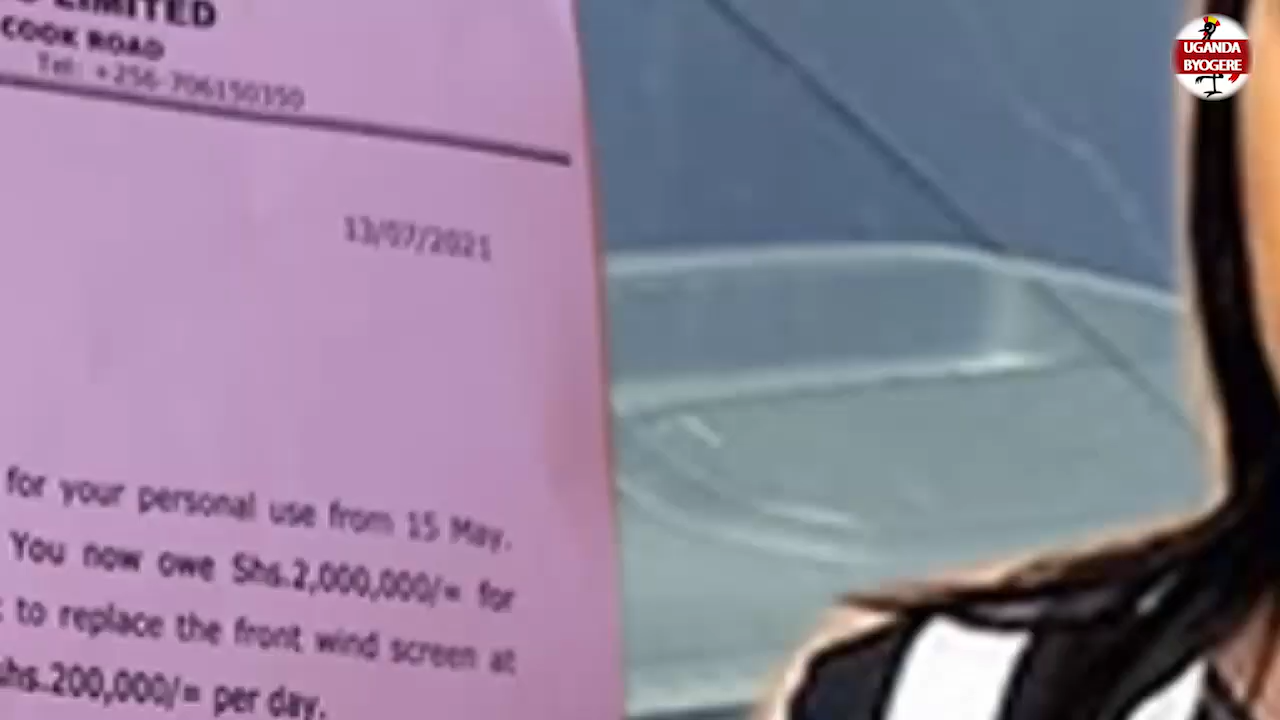 LIMITED
COOK ROAD
Tel: +256-706150350
13/07/2021
for your personal use from 15 May.
You now owe Shs.2,000,000/= for
to replace the front wind screen at
shs.200,000/= per day.
UGANDA
BYOGERE